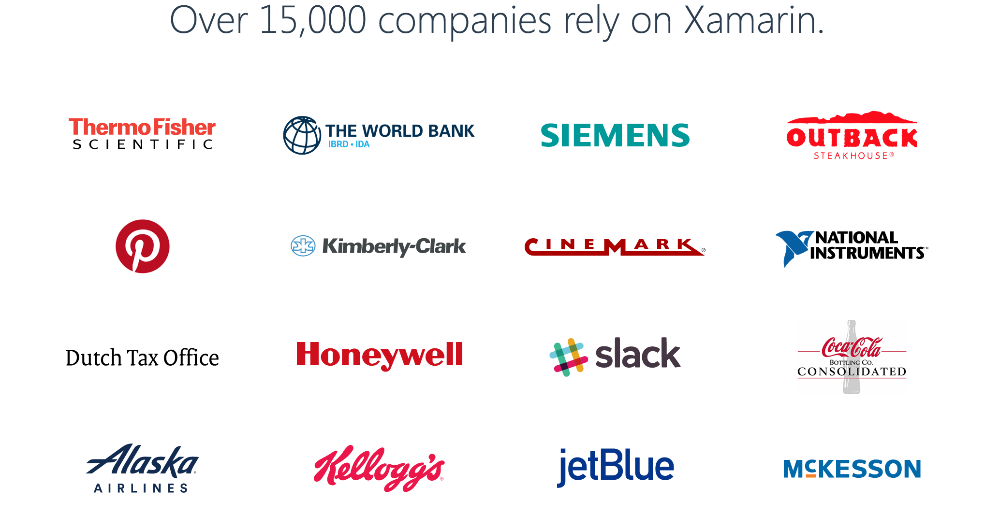 Over 15,000 companies rely on Xamarin.
ThermoFisher
SCIENTIFIC
THE WORLD BANK
IBRD • IDA
SIEMENS
OUTBACK
STEAKHOUSE®
Kimberly-Clark
CINEMARK®
NATIONAL
INSTRUMENTS™
Dutch Tax Office
Honeywell
slack
Coca-Cola
BOTTLING CO.
CONSOLIDATED
Alaska®
AIRLINES
Kellogg's®
jetBlue
MCKESSON